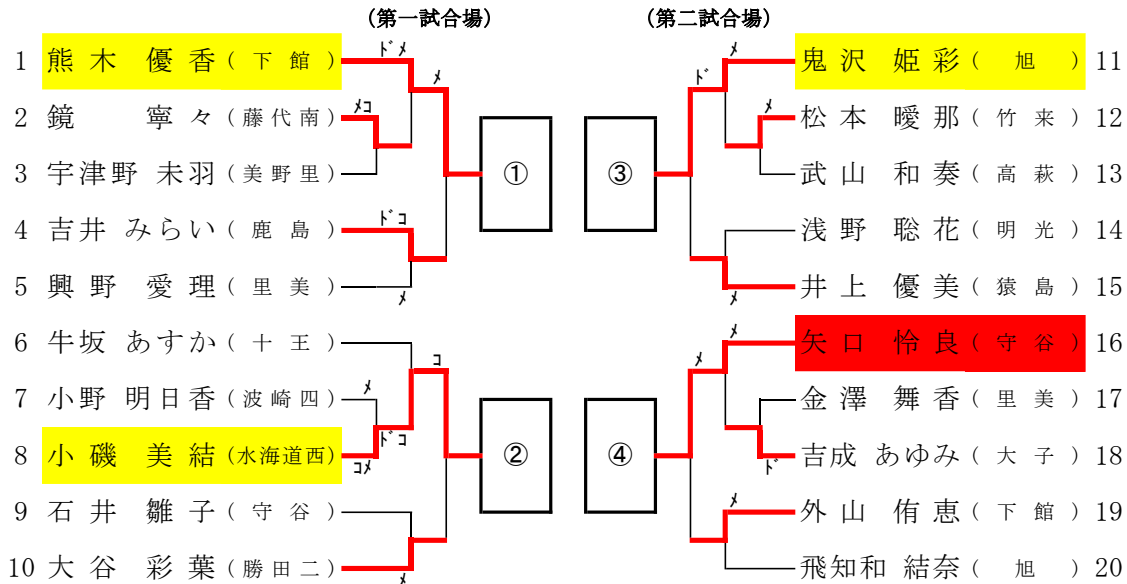 (第一試合場) (第二試合場)
ﾄﾞﾒ ﾒ
1 熊木 優香 ( 下館 ) 鬼沢 姫彩 ( 旭 ) 11
ﾒ ﾄﾞ
ﾒｺ ﾒ
2 鏡 寧々 (藤代南) 松本 曖那 ( 竹来 ) 12
① ③
3 宇津野 未羽 (美野里) 武山 和奏 ( 高萩 ) 13
ﾄﾞｺ
4 吉井 みらい ( 鹿島 ) 浅野 聡花 ( 明光 ) 14
5 興野 愛理 ( 里美 ) 井上 優美 ( 猿島 ) 15
ﾒ ﾒ
ﾒ
6 牛坂 あすか ( 十王 ) 矢口 怜良 ( 守谷 ) 16
ｺ ﾒ
ﾒ
7 小野 明日香 (波崎四) 金澤 舞香 ( 里美 ) 17
ﾄﾞｺ
8 小磯 美結 (水海道西) 吉成 あゆみ ( 大子 ) 18
② ④
ｺﾒ ﾄﾞ
ﾒ
9 石井 雛子 ( 守谷 ) 外山 侑恵 ( 下館 ) 19
10 大谷 彩葉 (勝田二) 飛知和 結奈 ( 旭 ) 20
ﾒ